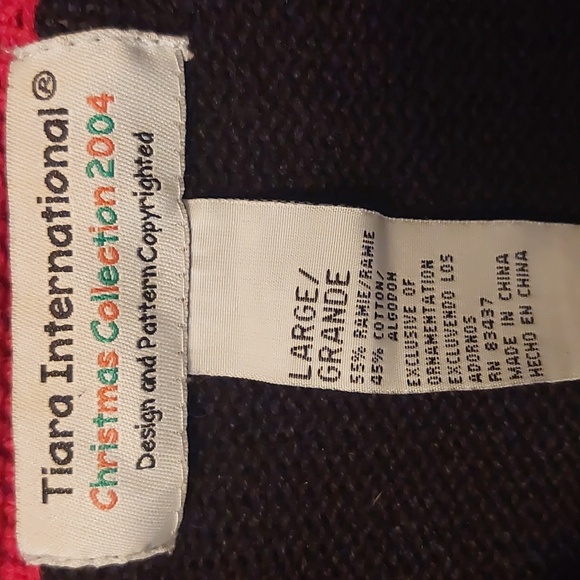 Tiara International®
Christmas Collection 2004
Design and Pattern Copyrighted
LARGE/
GRANDE
55% RAMIE/RAMIE
45% COTTON/
ALGODON
EXCLUSIVE OF
ORNAMENTATION
EXCLUYENDO LOS
ADORNOS
RN 83437
MADE IN CHINA
HECHO EN CHINA